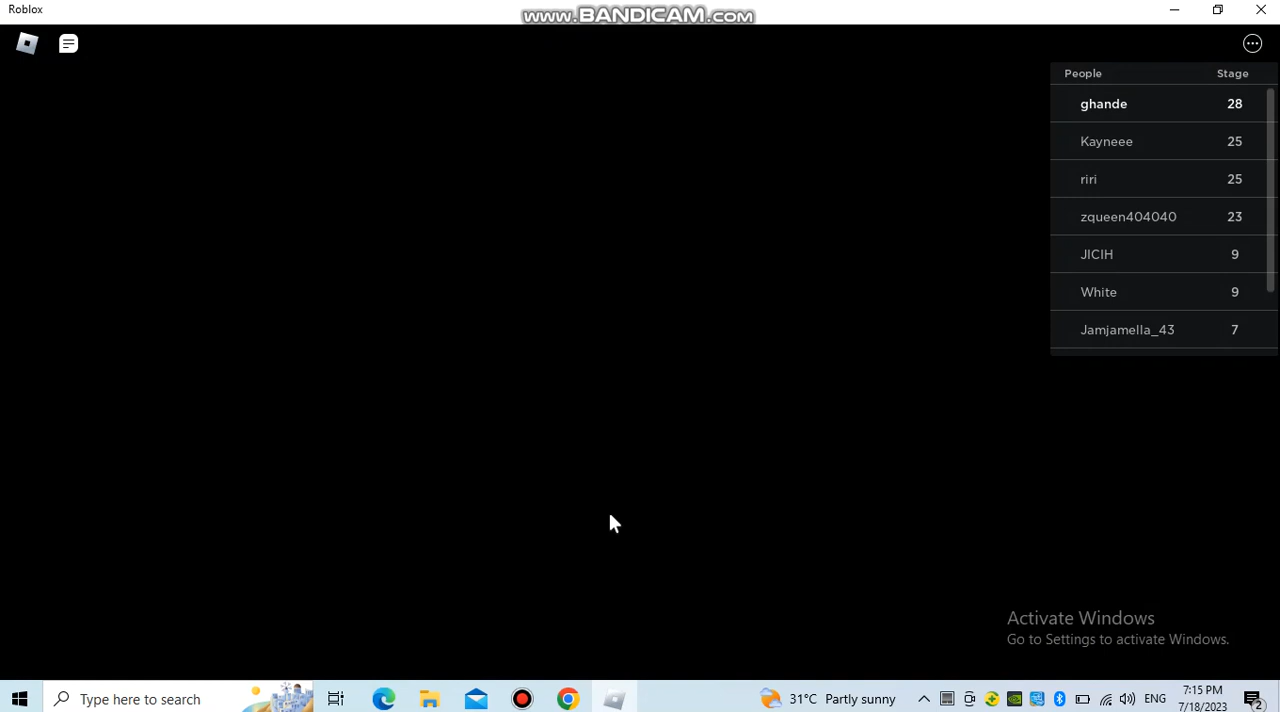 Roblox
www.BANDICAM.com
People Stage
ghande 28
Kayneee 25
riri 25
zqueen404040 23
JICIH 9
White 9
Jamjamella_43 7
Activate Windows
Go to Settings to activate Windows.
Type here to search
31°C Partly sunny
ENG
7:15 PM
7/18/2023
2